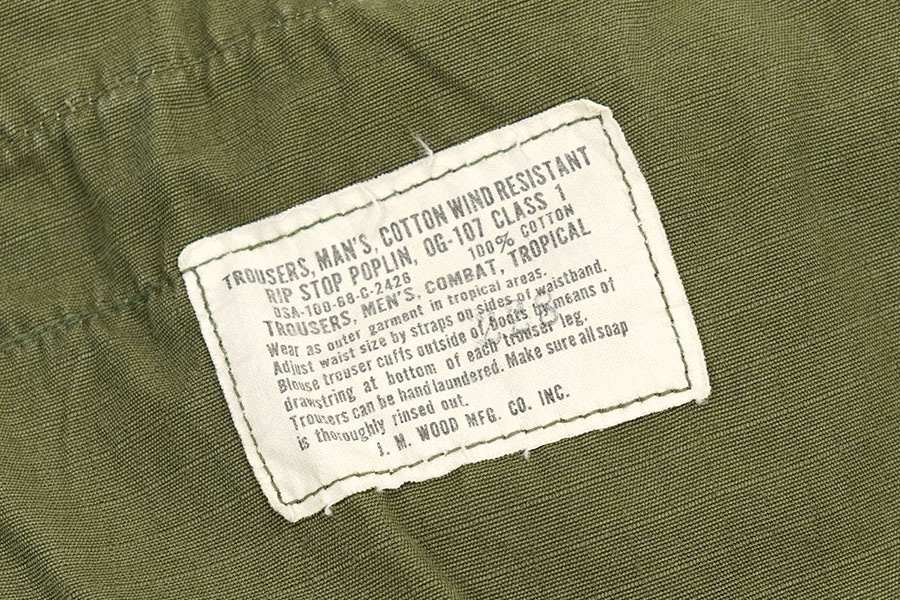 TROUSERS, MAN'S, COTTON WIND RESISTANT
RIP STOP POPLIN, OG-107 CLASS 1
DSA-100-68-C-2426 100% COTTON
TROUSERS, MEN'S, COMBAT, TROPICAL
Wear as outer garment in tropical areas.
Adjust waist size by straps on sides of waistband.
Blouse trouser cuffs outside of boots by means of
drawstring at bottom of each trouser leg.
Trousers can be hand laundered. Make sure all soap
is thoroughly rinsed out.
J. M. WOOD MFG. CO. INC.